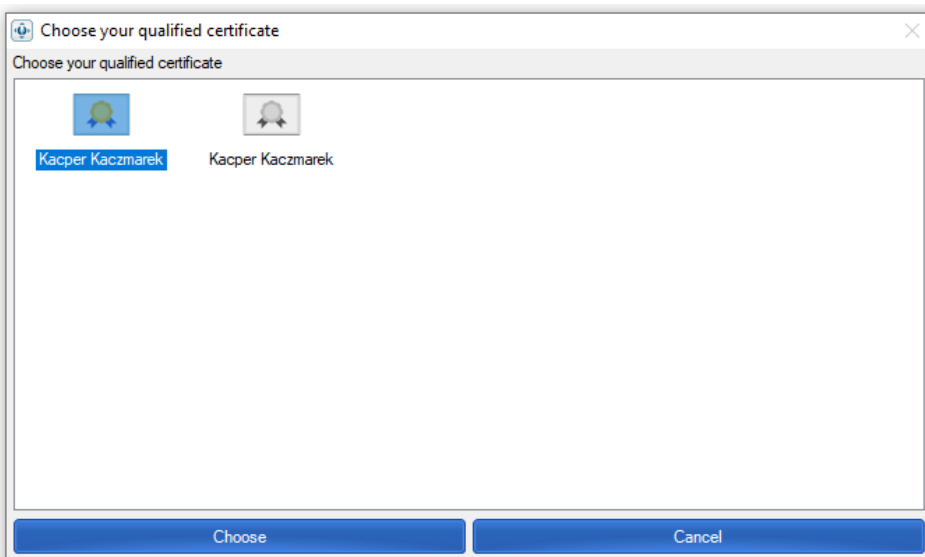 Choose your qualified certificate
Choose your qualified certificate
Kacper Kaczmarek Kacper Kaczmarek
Choose Cancel